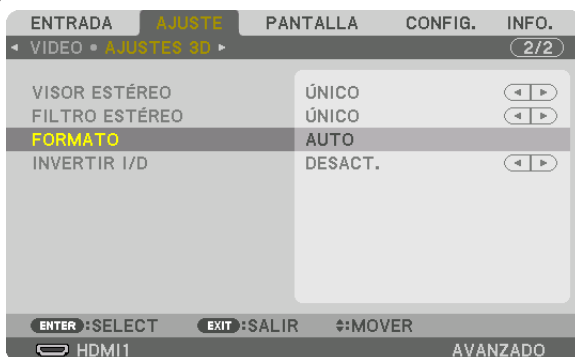 ENTRADA AJUSTE PANTALLA CONFIG. INFO.
VIDEO • AJUSTES 3D 2/2
VISOR ESTÉREO ÚNICO
FILTRO ESTÉREO ÚNICO
FORMATO AUTO
INVERTIR I/D DESACT.
ENTER :SELECT EXIT :SALIR :MOVER
HDMI1 AVANZADO